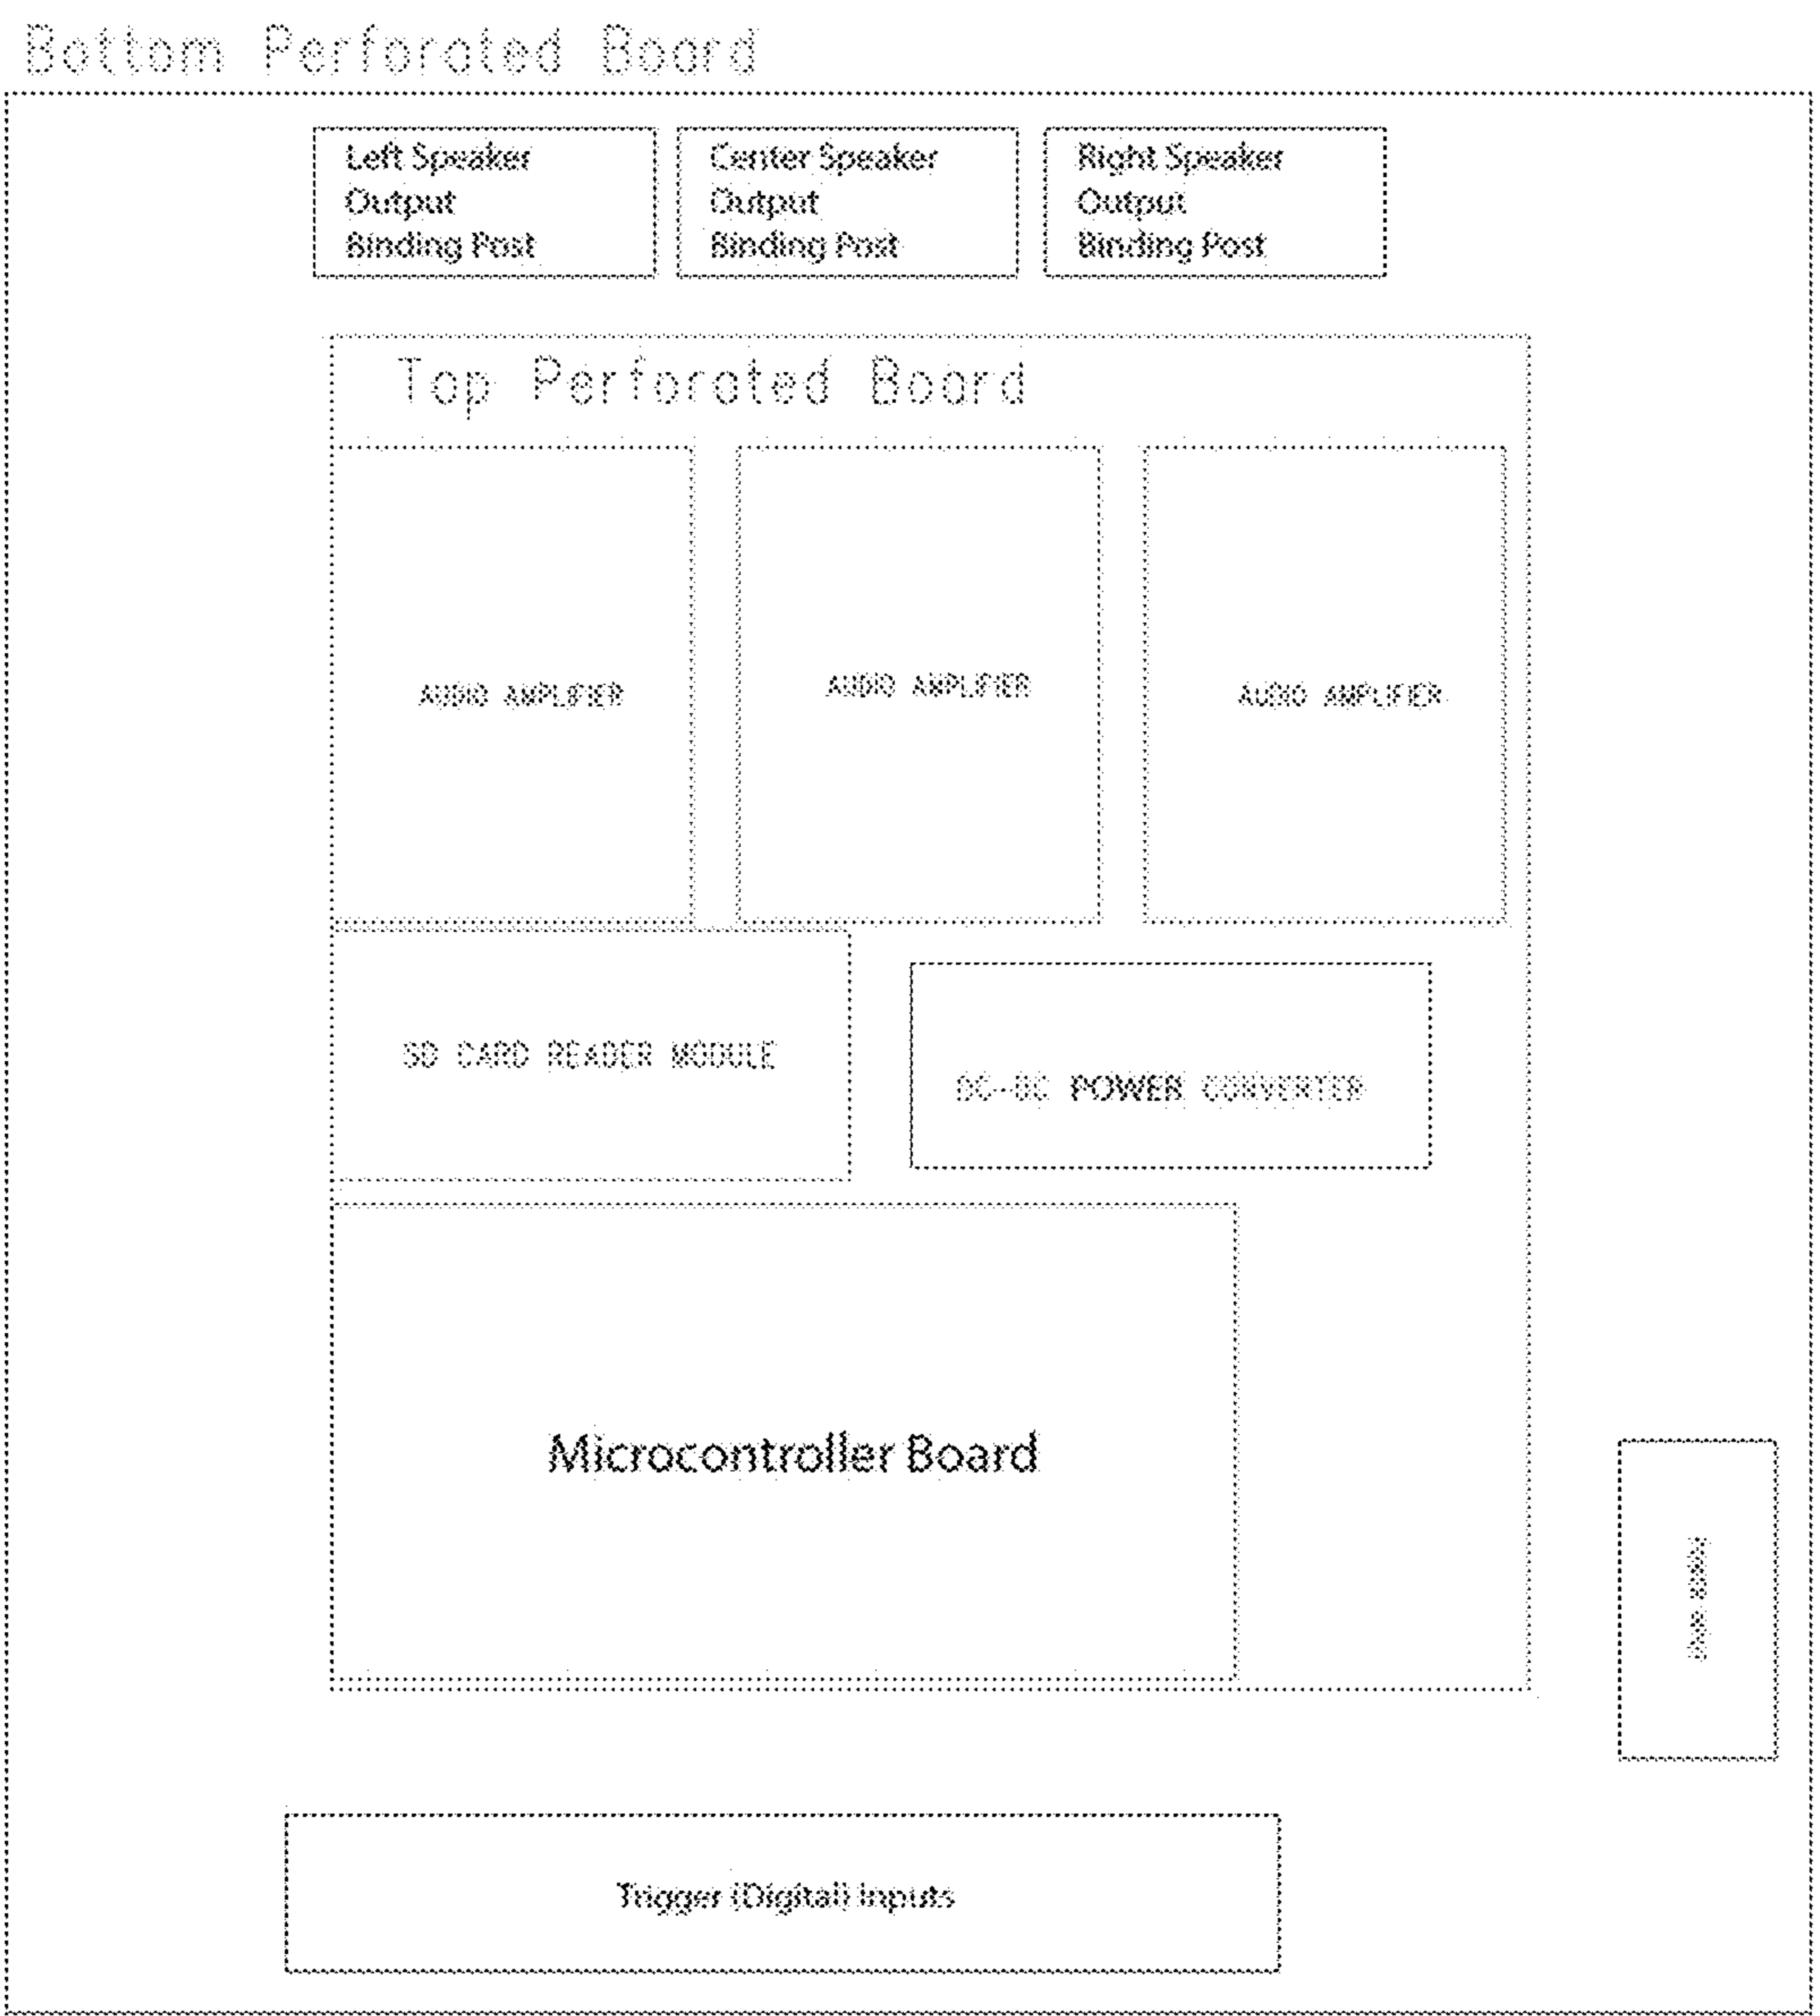 Bottom Perforated Board
Left Speaker
Output
Binding Post
Center Speaker
Output
Binding Post
Right Speaker
Output
Binding Post
Top Perforated Board
AUDIO AMPLIFIER
AUDIO AMPLIFIER
AUDIO AMPLIFIER
SD CARD READER MODULE
DC-DC POWER CONVERTER
Microcontroller Board
Trigger (Digital) Inputs